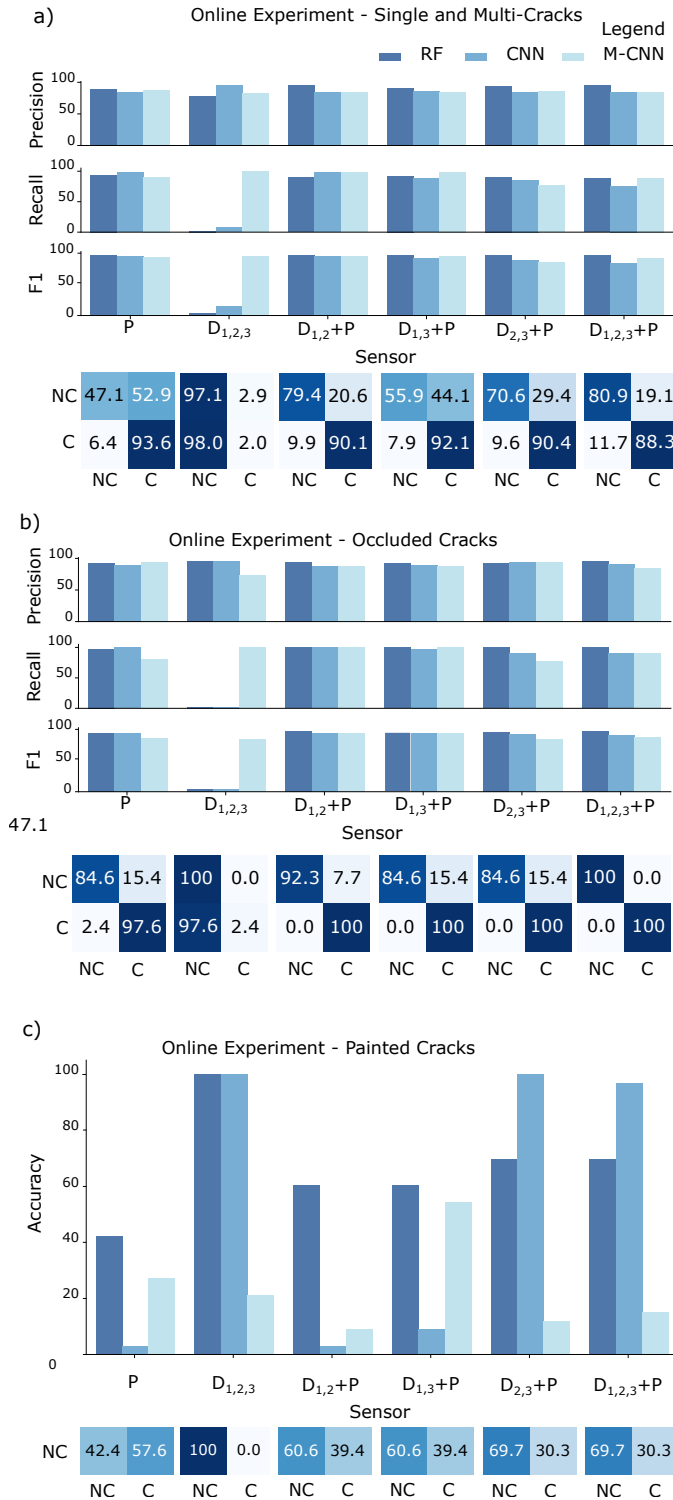 a)
Online Experiment - Single and Multi-Cracks
Legend
RF CNN M-CNN
Precision
100
50
0
Recall
100
50
0
F1
100
50
0
P D1,2,3 D1,2+P D1,3+P D2,3+P D1,2,3+P
Sensor
NC 47.1 52.9 97.1 2.9 79.4 20.6 55.9 44.1 70.6 29.4 80.9 19.1
C 6.4 93.6 98.0 2.0 9.9 90.1 7.9 92.1 9.6 90.4 11.7 88.3
NC C NC C NC C NC C NC C NC C
b)
Online Experiment - Occluded Cracks
Precision
100
50
0
Recall
100
50
0
F1
100
50
0
P D1,2,3 D1,2+P D1,3+P D2,3+P D1,2,3+P
47.1
Sensor
NC 84.6 15.4 100 0.0 92.3 7.7 84.6 15.4 84.6 15.4 100 0.0
C 2.4 97.6 97.6 2.4 0.0 100 0.0 100 0.0 100 0.0 100
NC C NC C NC C NC C NC C NC C
c)
Online Experiment - Painted Cracks
Accuracy
100
80
60
40
20
0
P D1,2,3 D1,2+P D1,3+P D2,3+P D1,2,3+P
Sensor
NC 42.4 57.6 100 0.0 60.6 39.4 60.6 39.4 69.7 30.3 69.7 30.3
NC C NC C NC C NC C NC C NC C